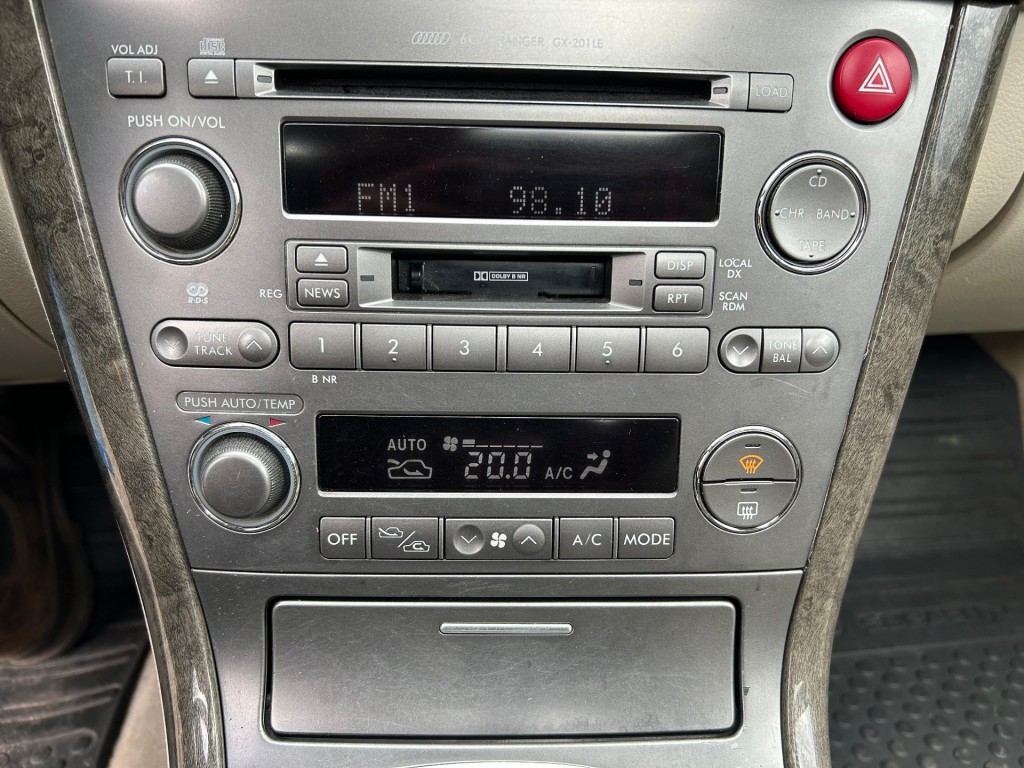 VOL ADJ
T.I.
GX-201LE
LOAD
PUSH ON/VOL
FM1 98.10
CD
CHR BAND
TAPE
DOLBY B NR
DISP
LOCAL
DX
REG
NEWS
RPT
SCAN
RDM
R·D·S
TUNE
TRACK
1 2 3 4 5 6
TONE
BAL
B NR
PUSH AUTO/TEMP
AUTO
20.0 A/C
OFF
A/C
MODE